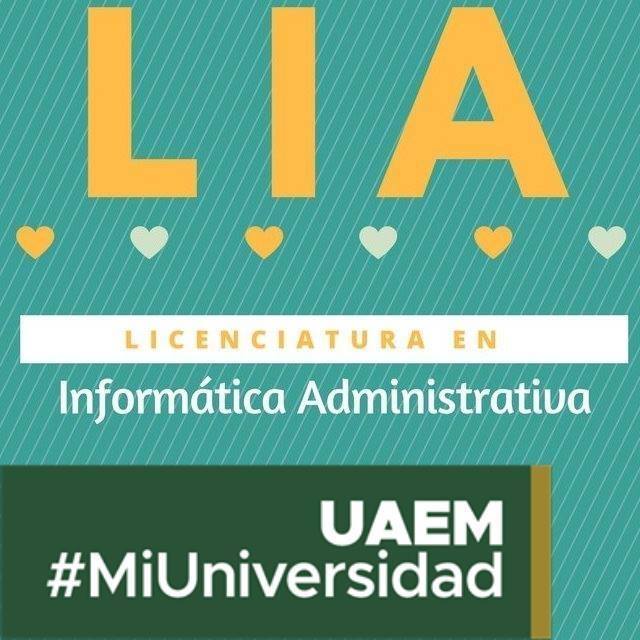 LIA
LICENCIATURA EN
Informática Administrativa
UAEM
#MiUniversidad